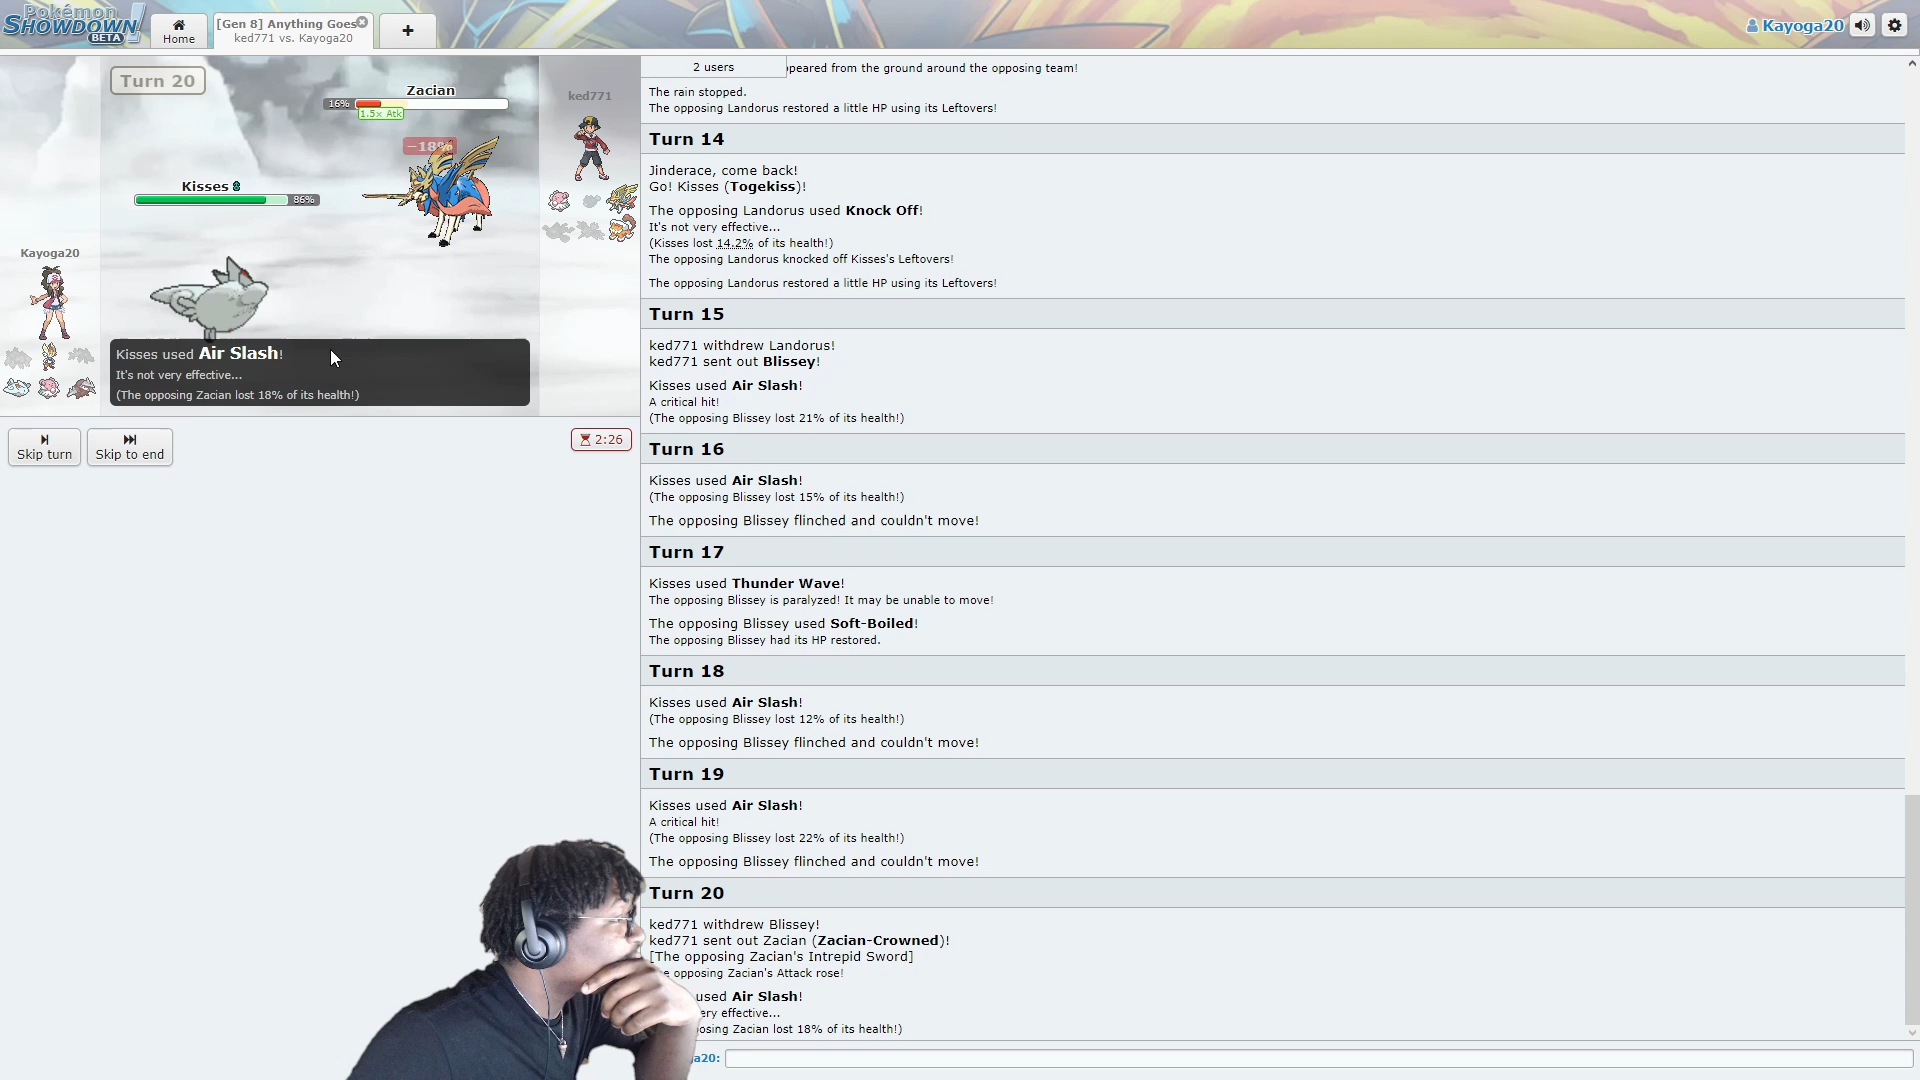 Pokémon
SHOWDOWN!
BETA
Home
[Gen 8] Anything Goes
ked771 vs. Kayoga20
+
Kayoga20
Turn 20
Zacian
16%
1.5× Atk
−18%
Kisses
86%
ked771
Kayoga20
Kisses used Air Slash!
It's not very effective...
(The opposing Zacian lost 18% of its health!)
Skip turn
Skip to end
2:26
2 users
ppeared from the ground around the opposing team!
The rain stopped.
The opposing Landorus restored a little HP using its Leftovers!
Turn 14
Jinderace, come back!
Go! Kisses (Togekiss)!
The opposing Landorus used Knock Off!
It's not very effective...
(Kisses lost 14.2% of its health!)
The opposing Landorus knocked off Kisses's Leftovers!
The opposing Landorus restored a little HP using its Leftovers!
Turn 15
ked771 withdrew Landorus!
ked771 sent out Blissey!
Kisses used Air Slash!
A critical hit!
(The opposing Blissey lost 21% of its health!)
Turn 16
Kisses used Air Slash!
(The opposing Blissey lost 15% of its health!)
The opposing Blissey flinched and couldn't move!
Turn 17
Kisses used Thunder Wave!
The opposing Blissey is paralyzed! It may be unable to move!
The opposing Blissey used Soft-Boiled!
The opposing Blissey had its HP restored.
Turn 18
Kisses used Air Slash!
(The opposing Blissey lost 12% of its health!)
The opposing Blissey flinched and couldn't move!
Turn 19
Kisses used Air Slash!
A critical hit!
(The opposing Blissey lost 22% of its health!)
The opposing Blissey flinched and couldn't move!
Turn 20
ked771 withdrew Blissey!
ked771 sent out Zacian (Zacian-Crowned)!
[The opposing Zacian's Intrepid Sword]
e opposing Zacian's Attack rose!
used Air Slash!
ery effective...
osing Zacian lost 18% of its health!)
a20: